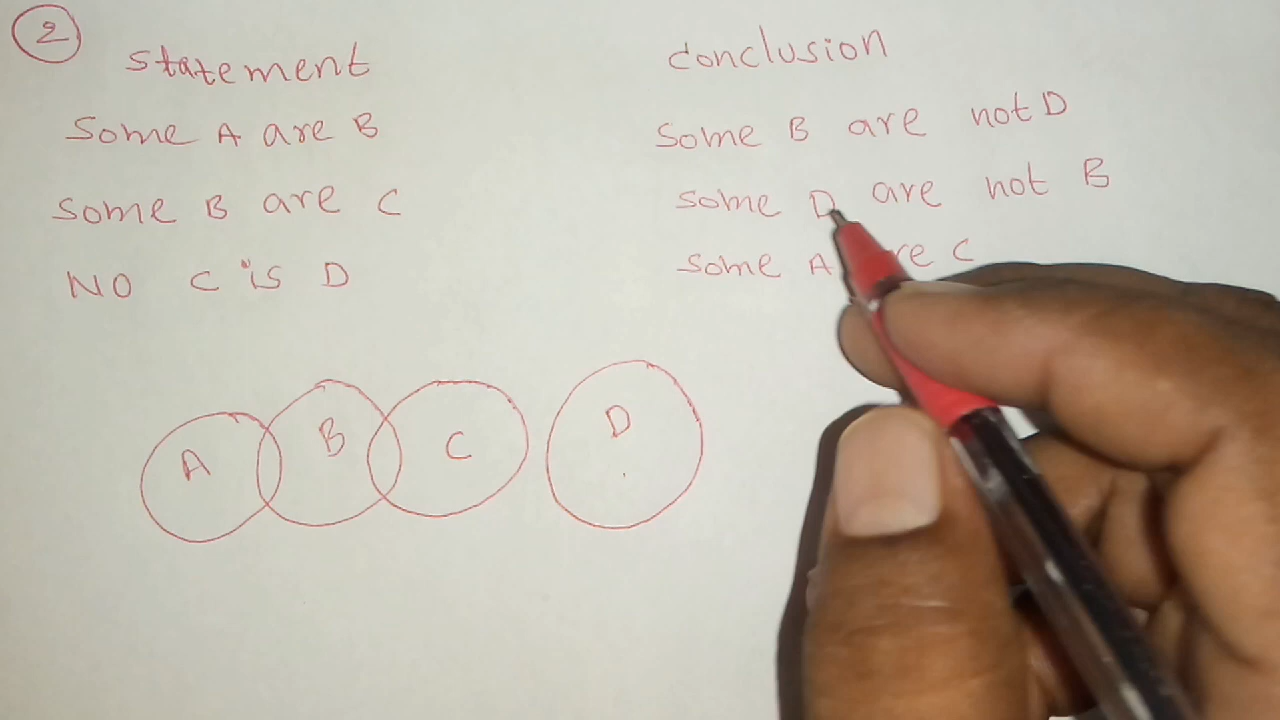 2
Statement
Some A are B
Some B are C
NO C is D
Conclusion
Some B are not D
Some D are not B
Some A C
A B C D